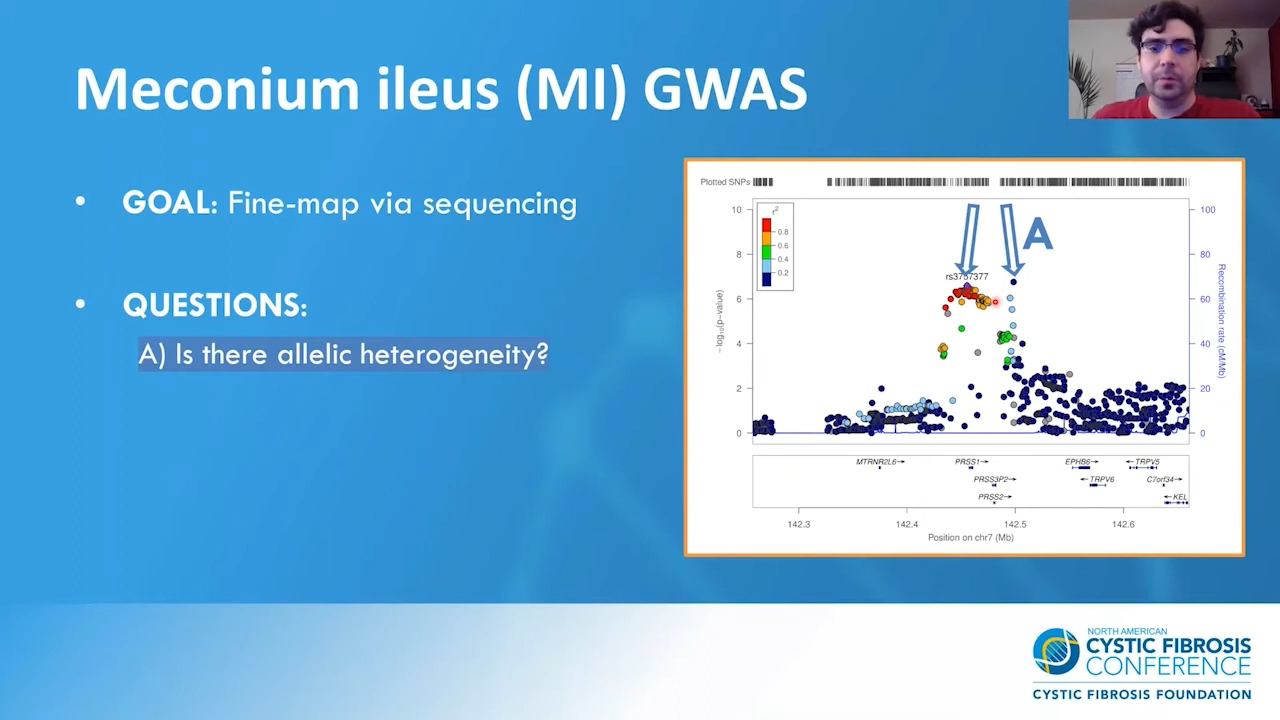 Meconium ileus (MI) GWAS
• GOAL: Fine-map via sequencing
• QUESTIONS:
A) Is there allelic heterogeneity?
Plotted SNPs
10
8
6
4
2
0
−log10(p-value)
r2
0.8
0.6
0.4
0.2
A
rs3757377
100
80
60
40
20
0
Recombination rate (cM/Mb)
MTRNR2L6→
PRSS1→
EPHB6→
←TRPV5
PRSS3P2→
←TRPV6
C7orf34→
PRSS2→
←KEL
142.3
142.4
142.5
142.6
Position on chr7 (Mb)
NORTH AMERICAN
CYSTIC FIBROSIS
CONFERENCE
CYSTIC FIBROSIS FOUNDATION